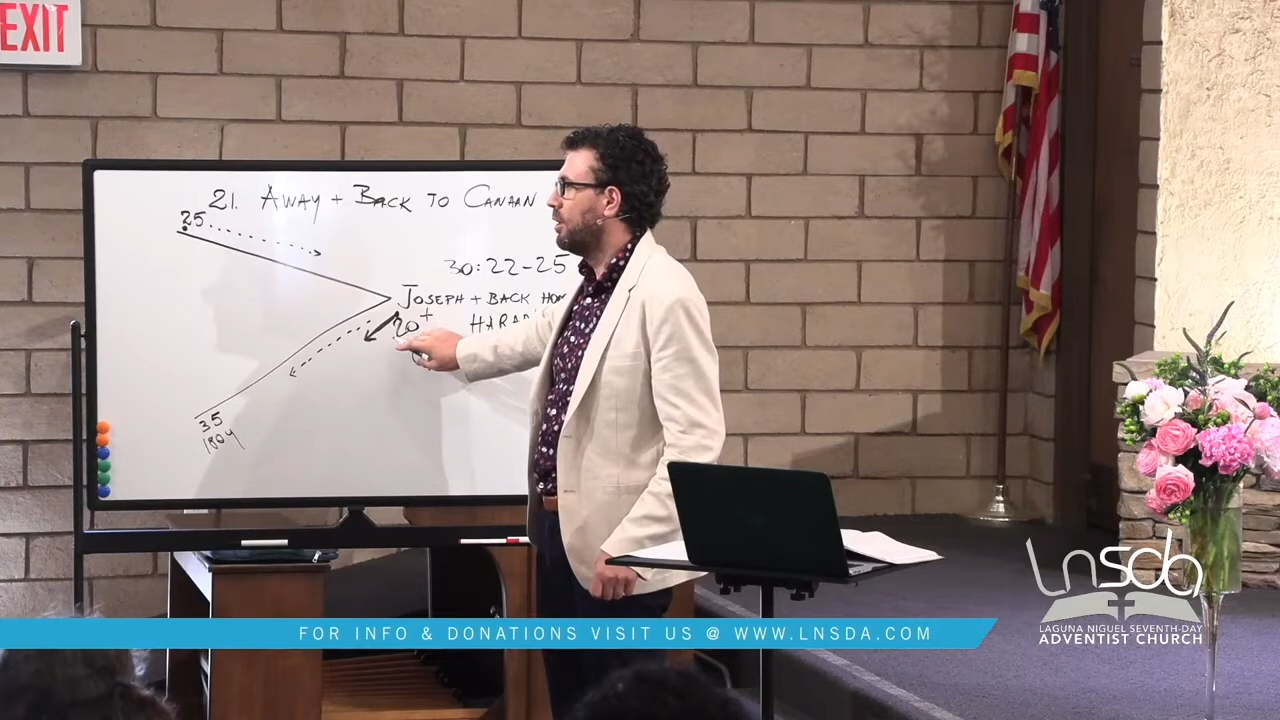 EXIT
21. AWAY + BACK TO CANAAN
25
30:22-25
JOSEPH + BACK
20+
35
180y
FOR INFO & DONATIONS VISIT US @ WWW.LNSDA.COM
LNSDA
LAGUNA NIGUEL SEVENTH-DAY
ADVENTIST CHURCH